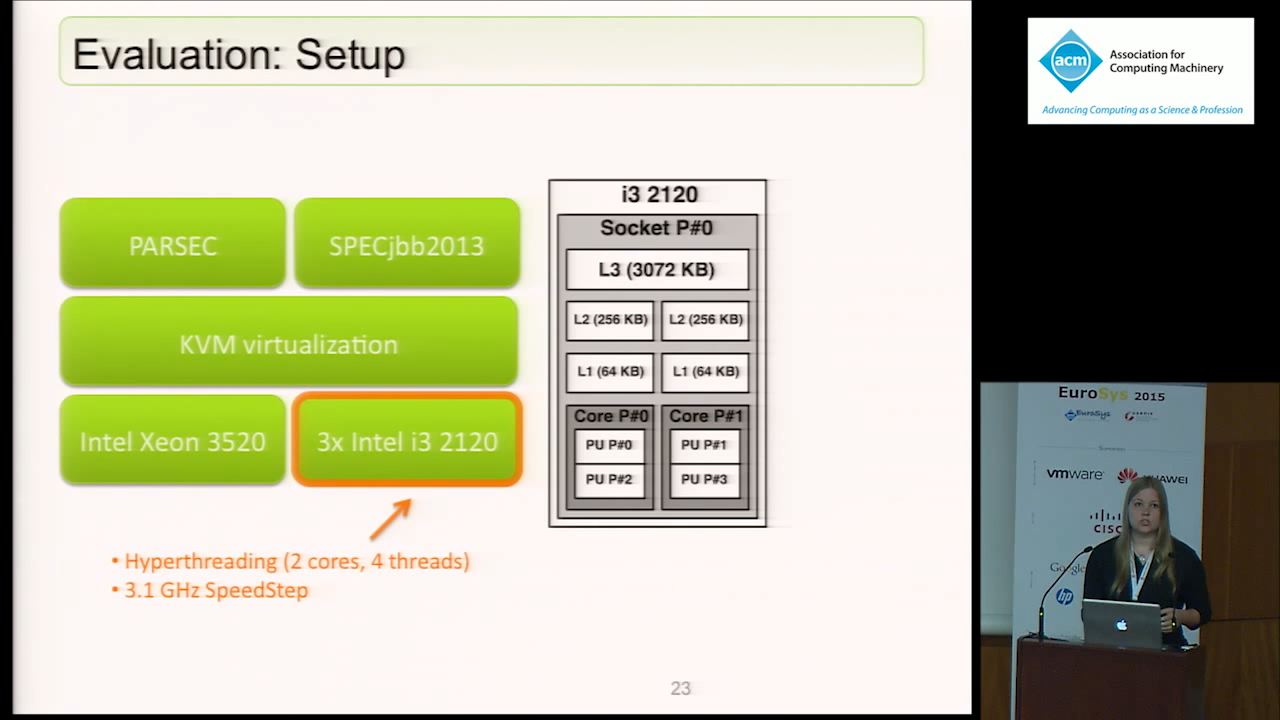 Evaluation: Setup
PARSEC
SPECjbb2013
KVM virtualization
Intel Xeon 3520
3x Intel i3 2120
• Hyperthreading (2 cores, 4 threads)
• 3.1 GHz SpeedStep
i3 2120
Socket P#0
L3 (3072 KB)
L2 (256 KB)
L2 (256 KB)
L1 (64 KB)
L1 (64 KB)
Core P#0
Core P#1
PU P#0
PU P#1
PU P#2
PU P#3
23
acm
Association for
Computing Machinery
Advancing Computing as a Science & Profession
EuroSys 2015
EuroSys
vmware
HUAWEI
CISC
Google
hp